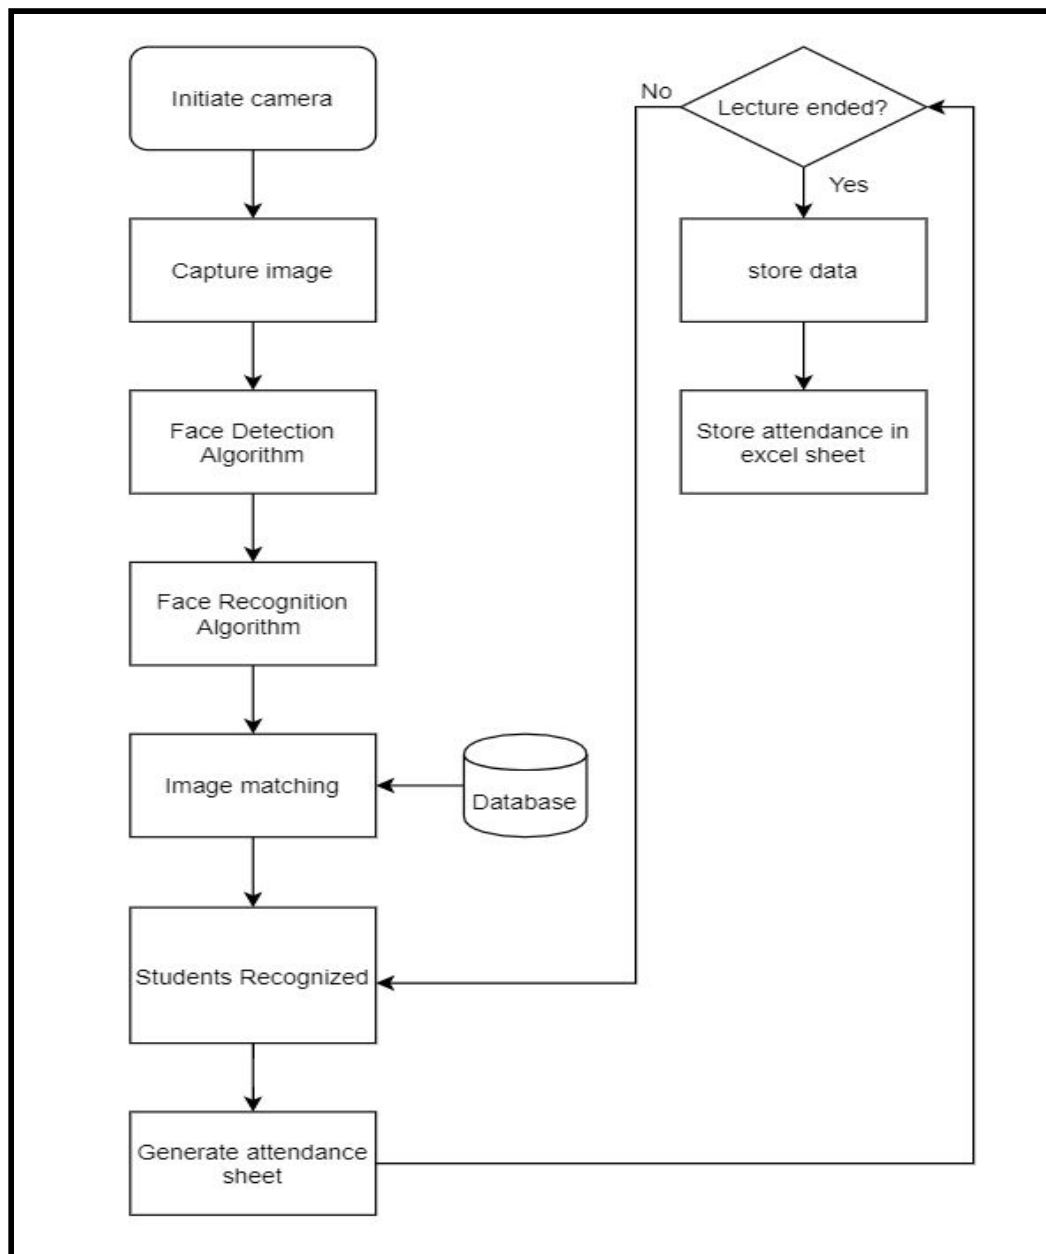 Initiate camera
Capture image
Face Detection
Algorithm
Face Recognition
Algorithm
Image matching
Database
Students Recognized
Generate attendance
sheet
No
Lecture ended?
Yes
store data
Store attendance in
excel sheet